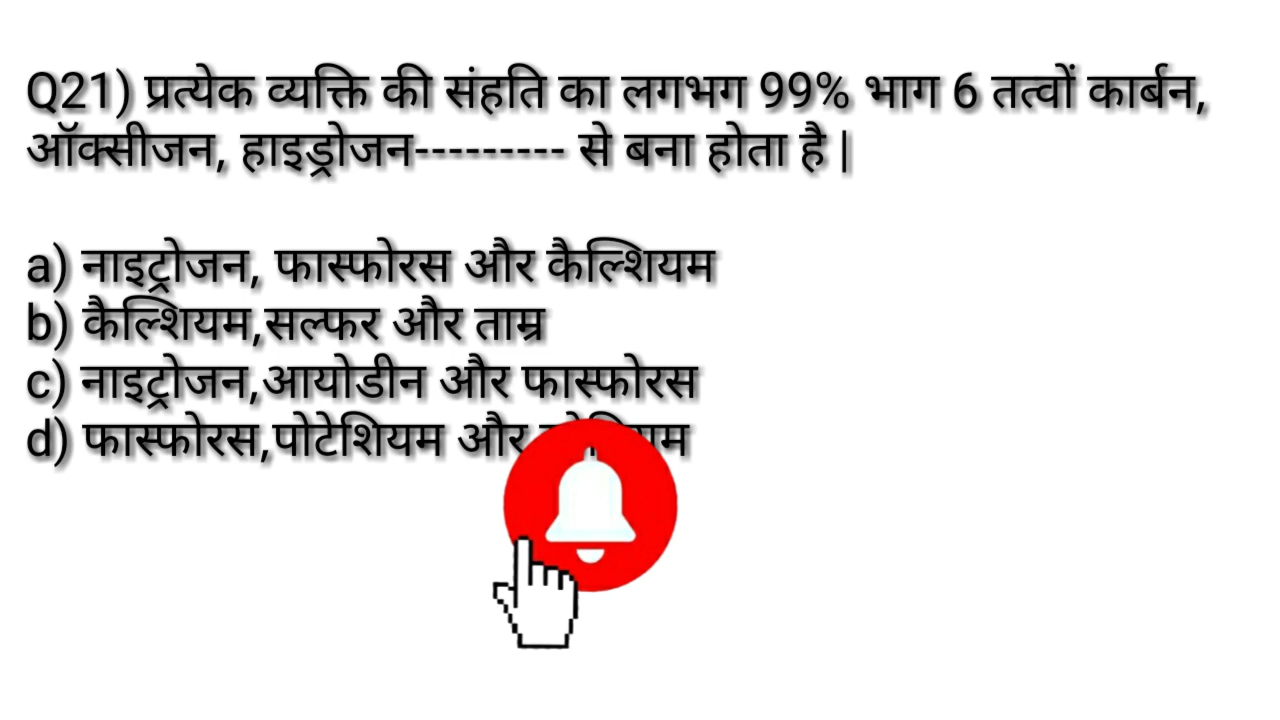 Q21) प्रत्येक व्यक्ति की संहति का लगभग 99% भाग 6 तत्वों कार्बन,
ऑक्सीजन, हाइड्रोजन--------- से बना होता है |
a) नाइट्रोजन, फास्फोरस और कैल्शियम
b) कैल्शियम,सल्फर और ताम्र
c) नाइट्रोजन,आयोडीन और फास्फोरस
d) फास्फोरस,पोटेशियम और